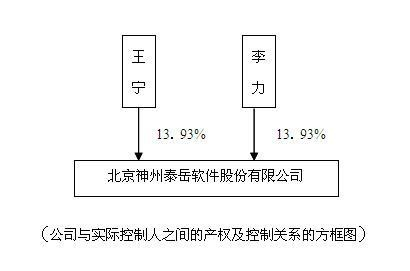 王宁
李力
13.93%
13.93%
北京神州泰岳软件股份有限公司
（公司与实际控制人之间的产权及控制关系的方框图）